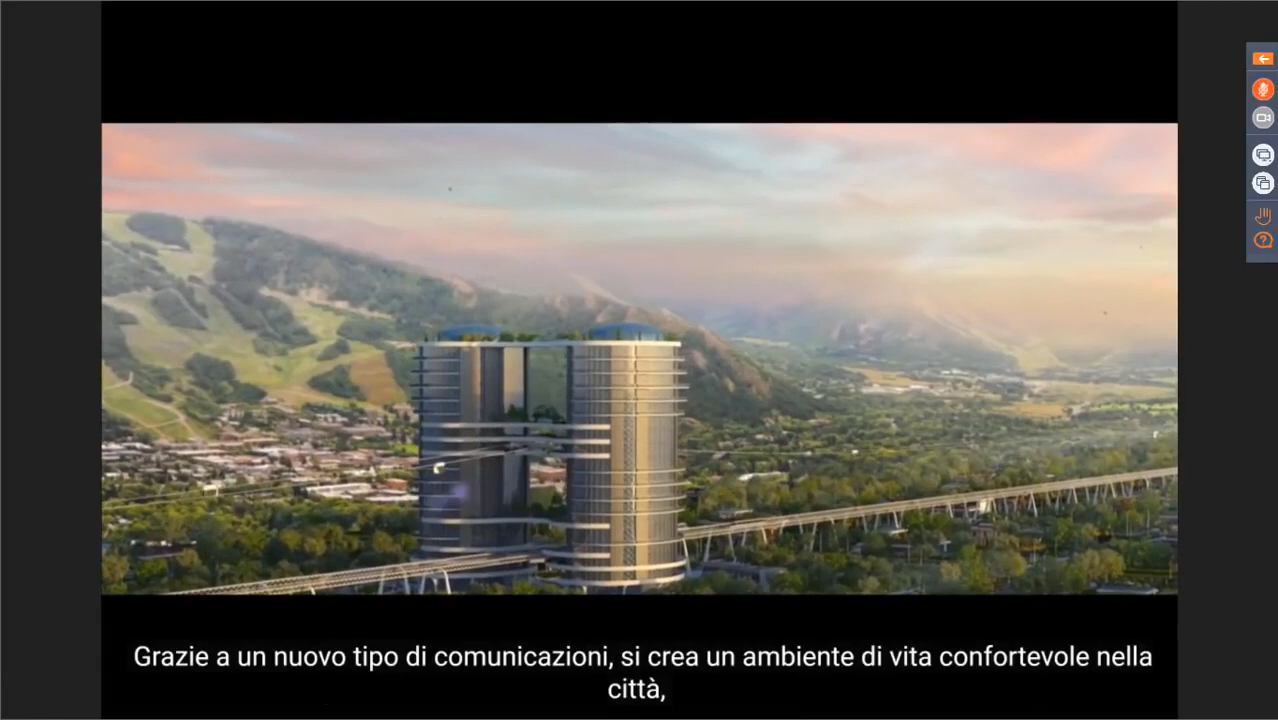 Grazie a un nuovo tipo di comunicazioni, si crea un ambiente di vita confortevole nella
città,